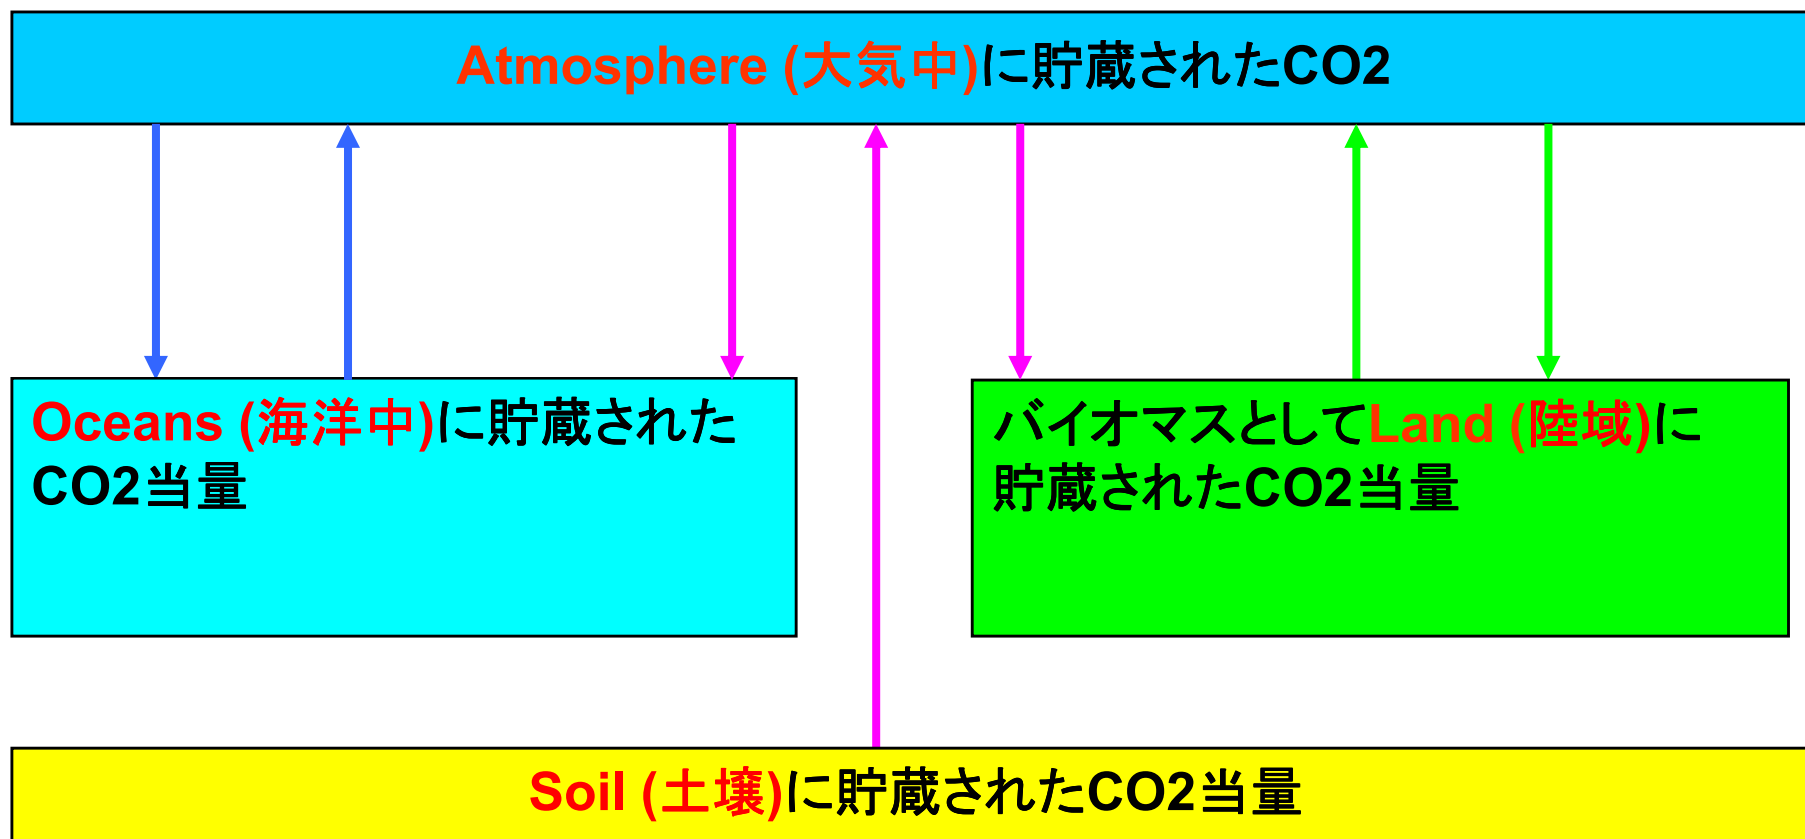 Atmosphere (大気中)に貯蔵されたCO2
Oceans (海洋中)に貯蔵された
CO2当量
バイオマスとしてLand (陸域)に
貯蔵されたCO2当量
Soil (土壌)に貯蔵されたCO2当量